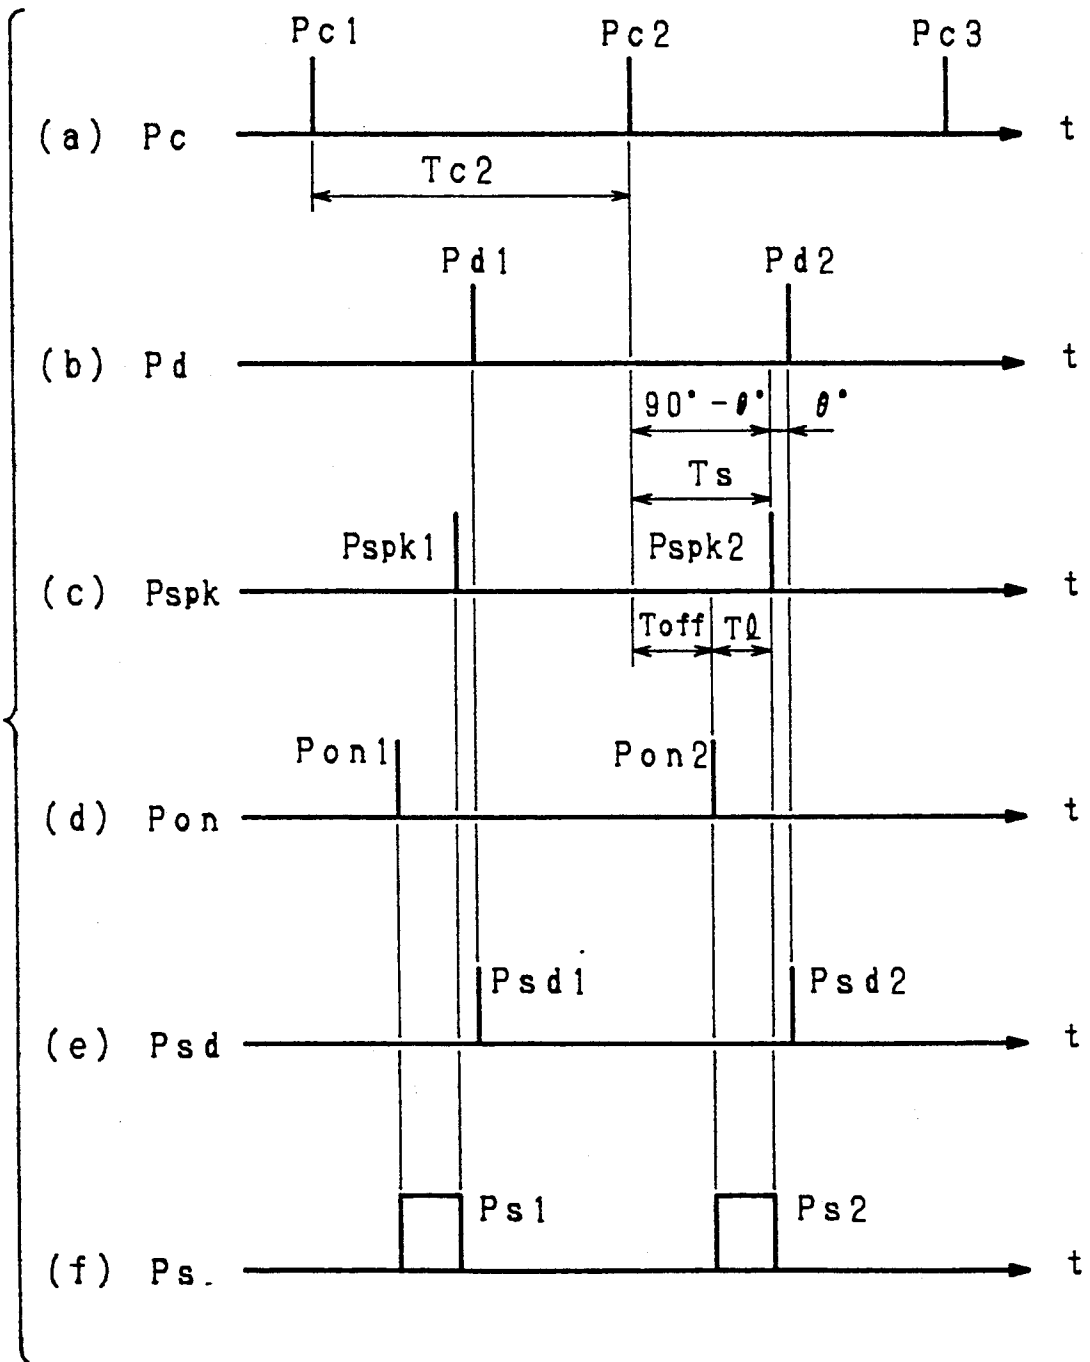 Pc1 Pc2 Pc3
(a) Pc t
Tc2
Pd1 Pd2
(b) Pd t
90°-θ° θ°
Ts
Pspk1 Pspk2
(c) Pspk t
Toff Tℓ
Pon1 Pon2
(d) Pon t
Psd1 Psd2
(e) Psd t
Ps1 Ps2
(f) Ps. t